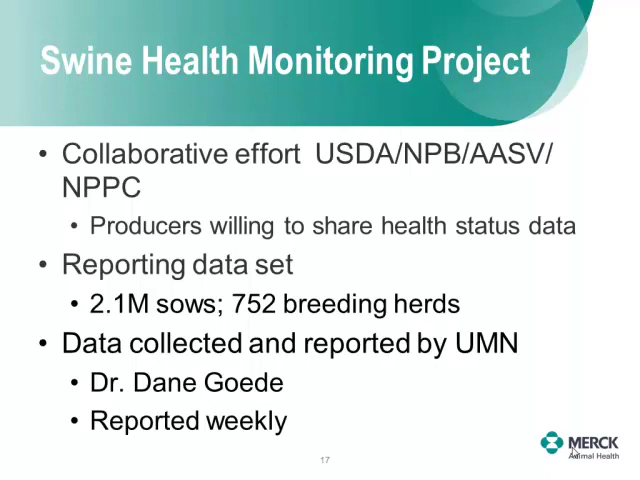 Swine Health Monitoring Project
• Collaborative effort USDA/NPB/AASV/
NPPC
• Producers willing to share health status data
• Reporting data set
• 2.1M sows; 752 breeding herds
• Data collected and reported by UMN
• Dr. Dane Goede
• Reported weekly
17
MERCK
Animal Health